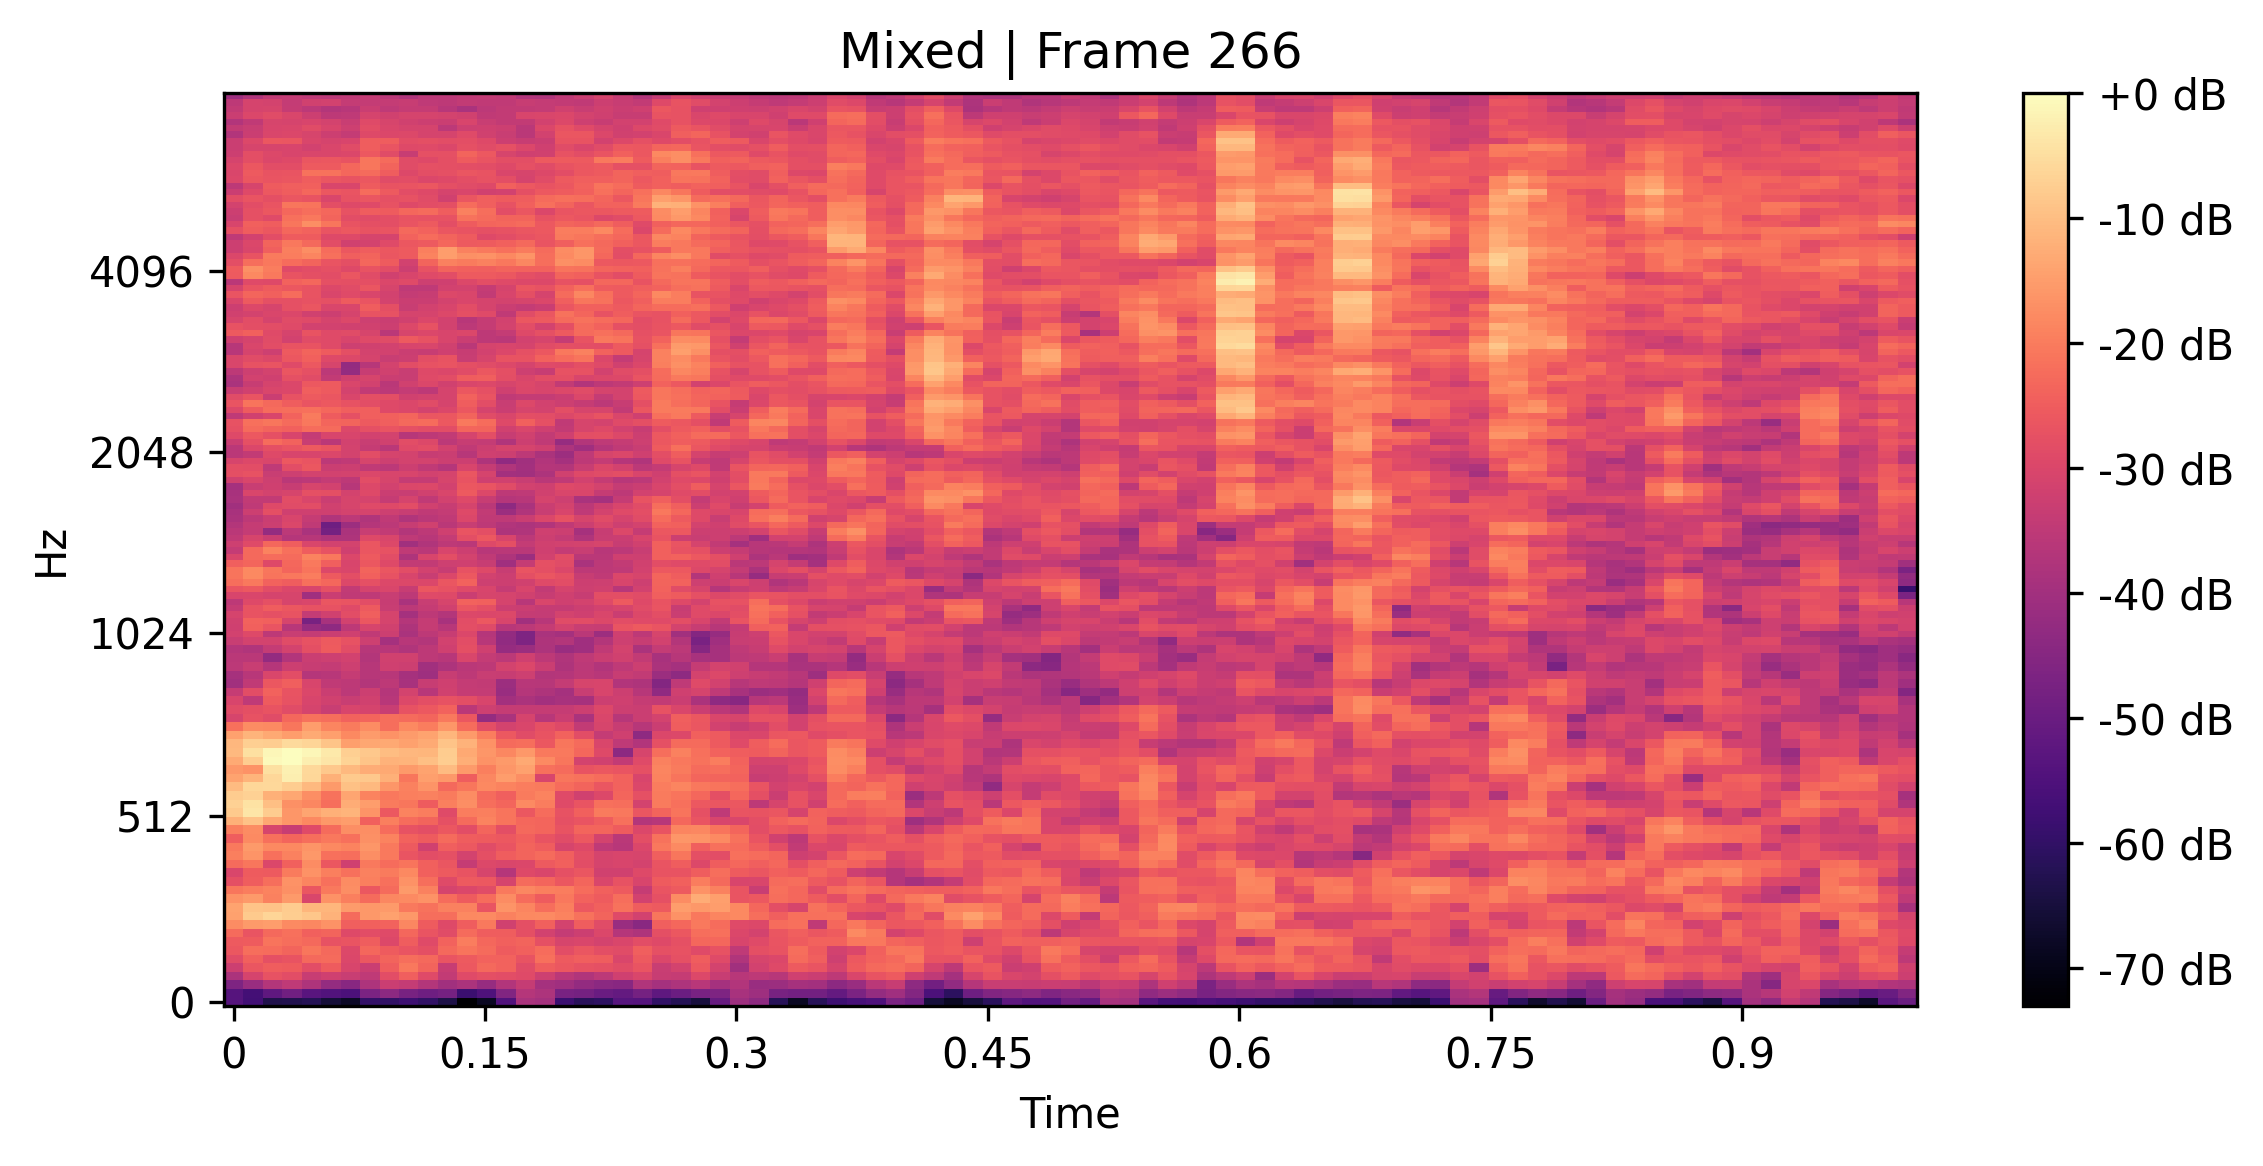 Mixed | Frame 266
+0 dB
-10 dB
-20 dB
-30 dB
-40 dB
-50 dB
-60 dB
-70 dB
Hz
4096
2048
1024
512
0
0 0.15 0.3 0.45 0.6 0.75 0.9
Time